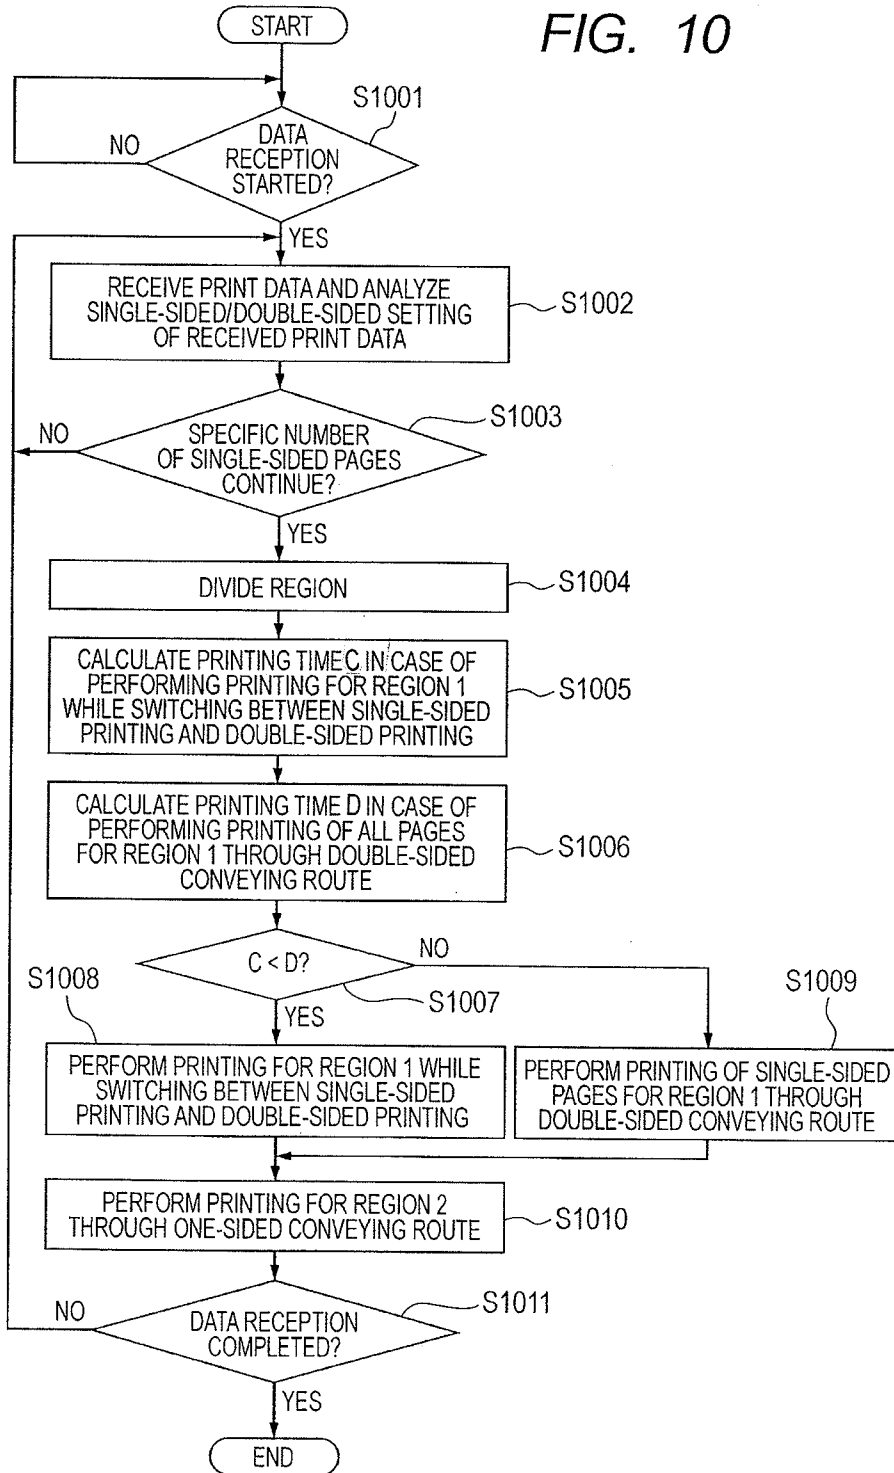 FIG. 10
START
S1001
DATA
RECEPTION
STARTED?
NO
YES
RECEIVE PRINT DATA AND ANALYZE
SINGLE-SIDED/DOUBLE-SIDED SETTING
OF RECEIVED PRINT DATA
S1002
S1003
NO
SPECIFIC NUMBER
OF SINGLE-SIDED PAGES
CONTINUE?
YES
DIVIDE REGION
S1004
CALCULATE PRINTING TIME C IN CASE OF
PERFORMING PRINTING FOR REGION 1
WHILE SWITCHING BETWEEN SINGLE-SIDED
PRINTING AND DOUBLE-SIDED PRINTING
S1005
CALCULATE PRINTING TIME D IN CASE OF
PERFORMING PRINTING OF ALL PAGES
FOR REGION 1 THROUGH DOUBLE-SIDED
CONVEYING ROUTE
S1006
C < D?
NO
S1007
YES
S1008
PERFORM PRINTING FOR REGION 1 WHILE
SWITCHING BETWEEN SINGLE-SIDED
PRINTING AND DOUBLE-SIDED PRINTING
S1009
PERFORM PRINTING OF SINGLE-SIDED
PAGES FOR REGION 1 THROUGH
DOUBLE-SIDED CONVEYING ROUTE
PERFORM PRINTING FOR REGION 2
THROUGH ONE-SIDED CONVEYING ROUTE
S1010
S1011
NO
DATA RECEPTION
COMPLETED?
YES
END